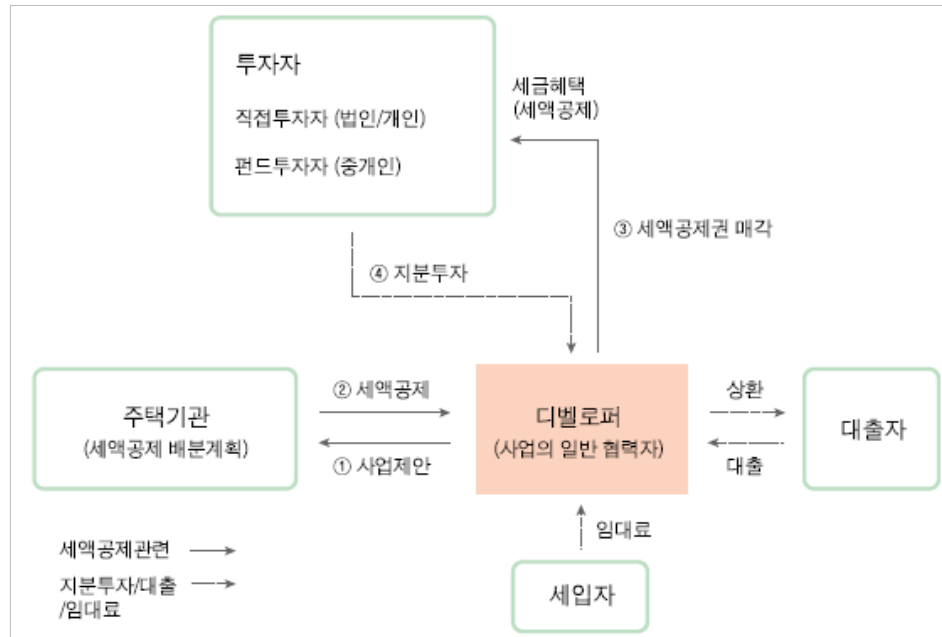 투자자
직접투자자 (법인/개인)
펀드투자자 (중개인)
세금혜택
(세액공제)
③ 세액공제권 매각
④ 지분투자
주택기관
(세액공제 배분계획)
② 세액공제
① 사업제안
디벨로퍼
(사업의 일반 협력자)
상환
대출
대출자
임대료
세입자
세액공제관련
지분투자/대출
/임대료